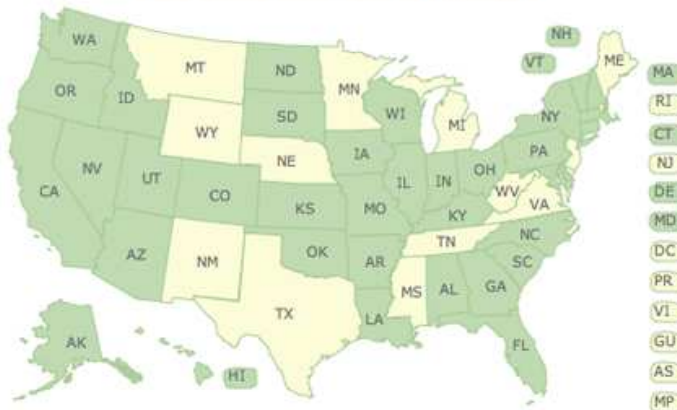 WA
NH
VT
ME
MT
ND
MN
MA
OR
ID
SD
WI
MI
NY
RI
WY
CT
NE
IA
PA
NJ
NV
UT
CO
IL
IN
OH
WV
VA
DE
CA
KS
MO
KY
MD
AZ
NM
OK
AR
TN
NC
SC
DC
TX
MS
AL
GA
PR
LA
VI
FL
AK
HI
GU
AS
MP